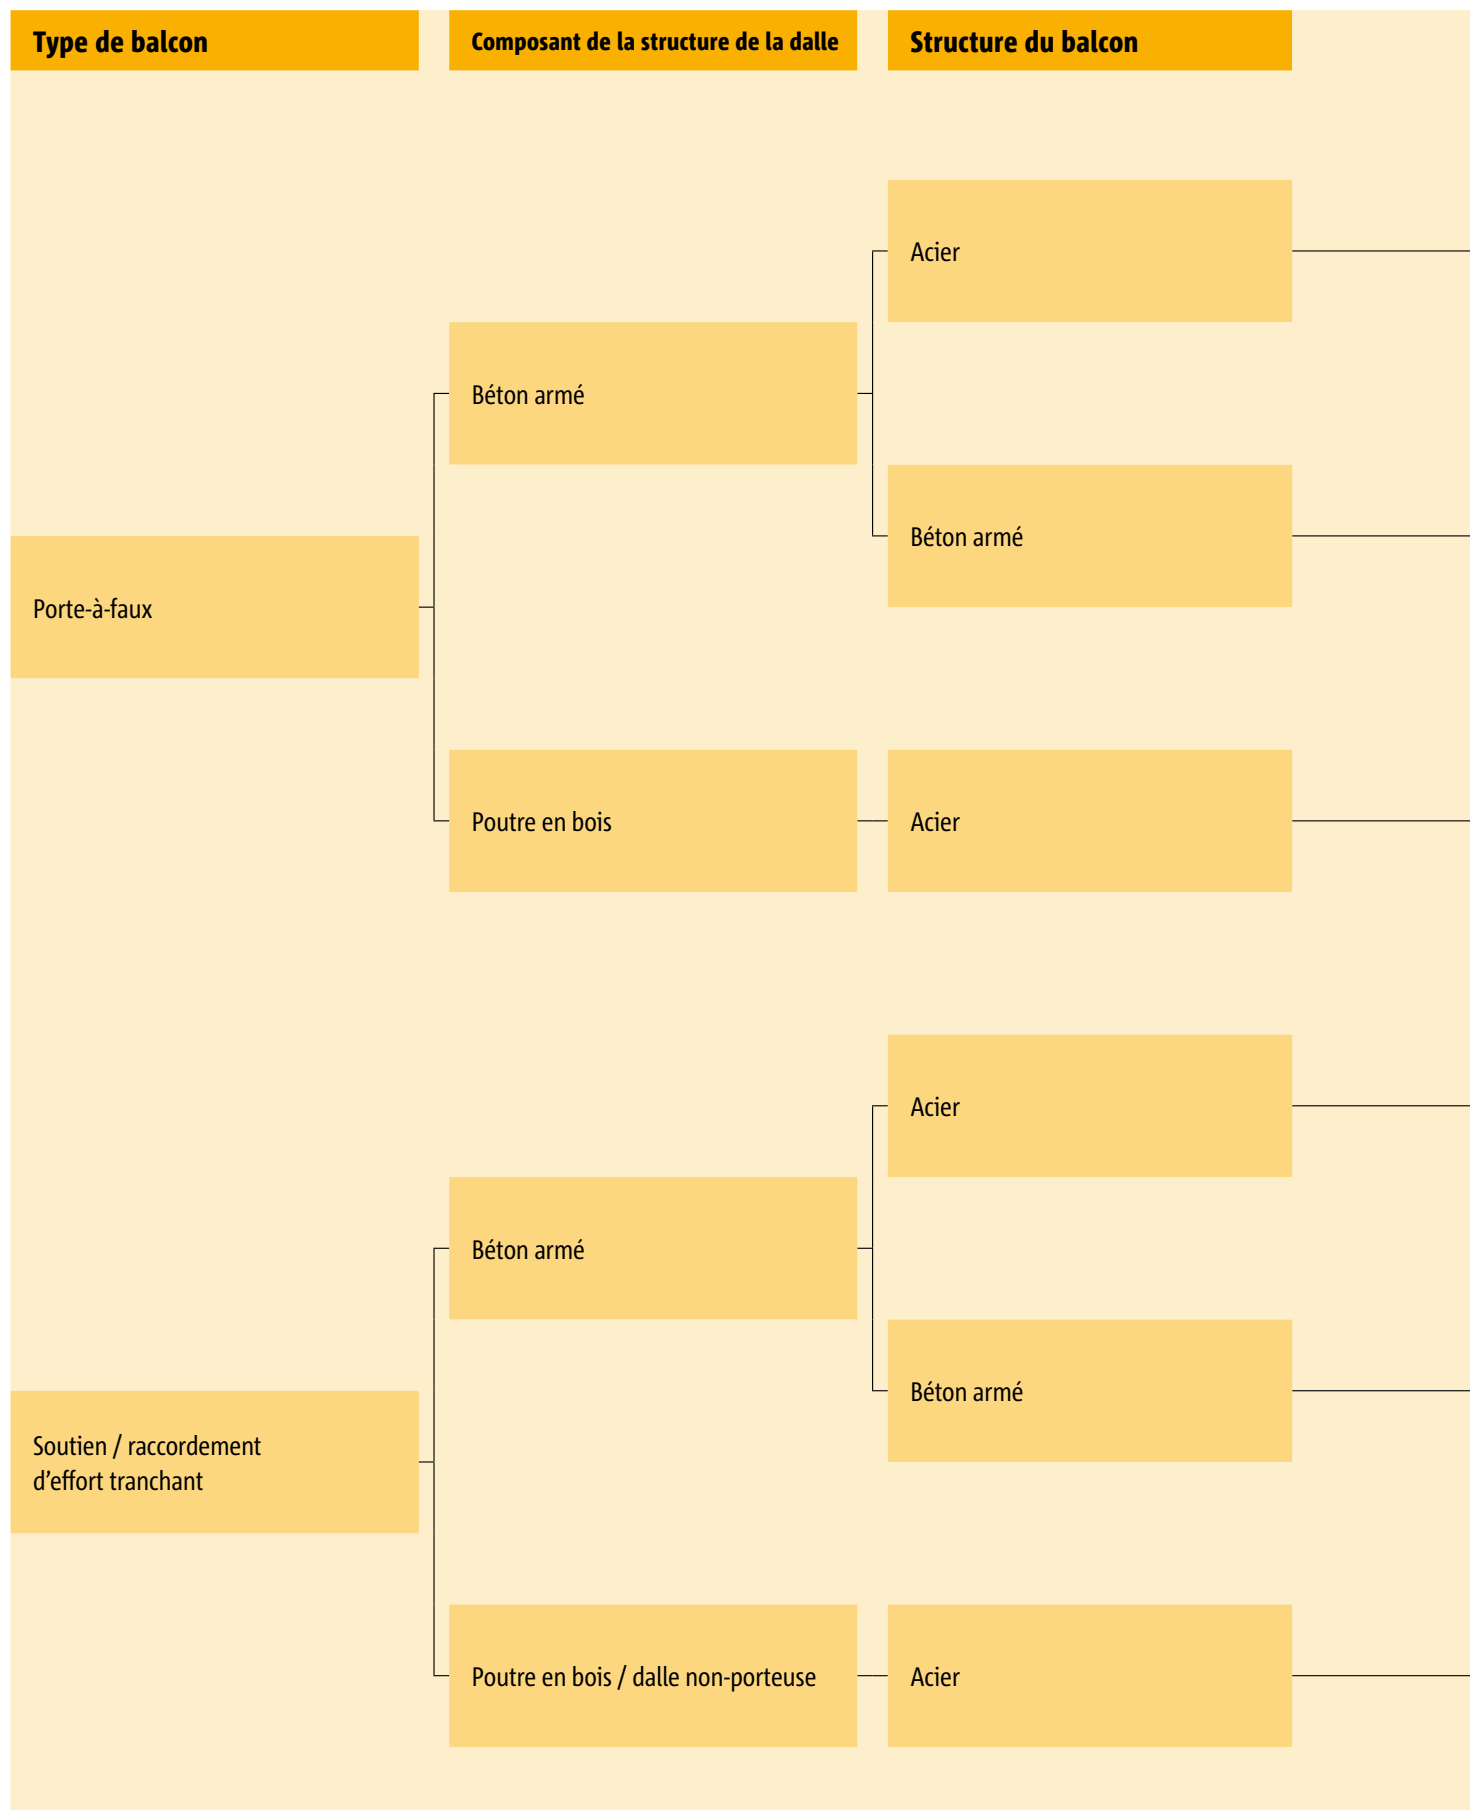 Type de balcon
Composant de la structure de la dalle
Structure du balcon
Acier
Béton armé
Béton armé
Porte-à-faux
Poutre en bois
Acier
Acier
Béton armé
Béton armé
Soutien / raccordement
d’effort tranchant
Poutre en bois / dalle non-porteuse
Acier